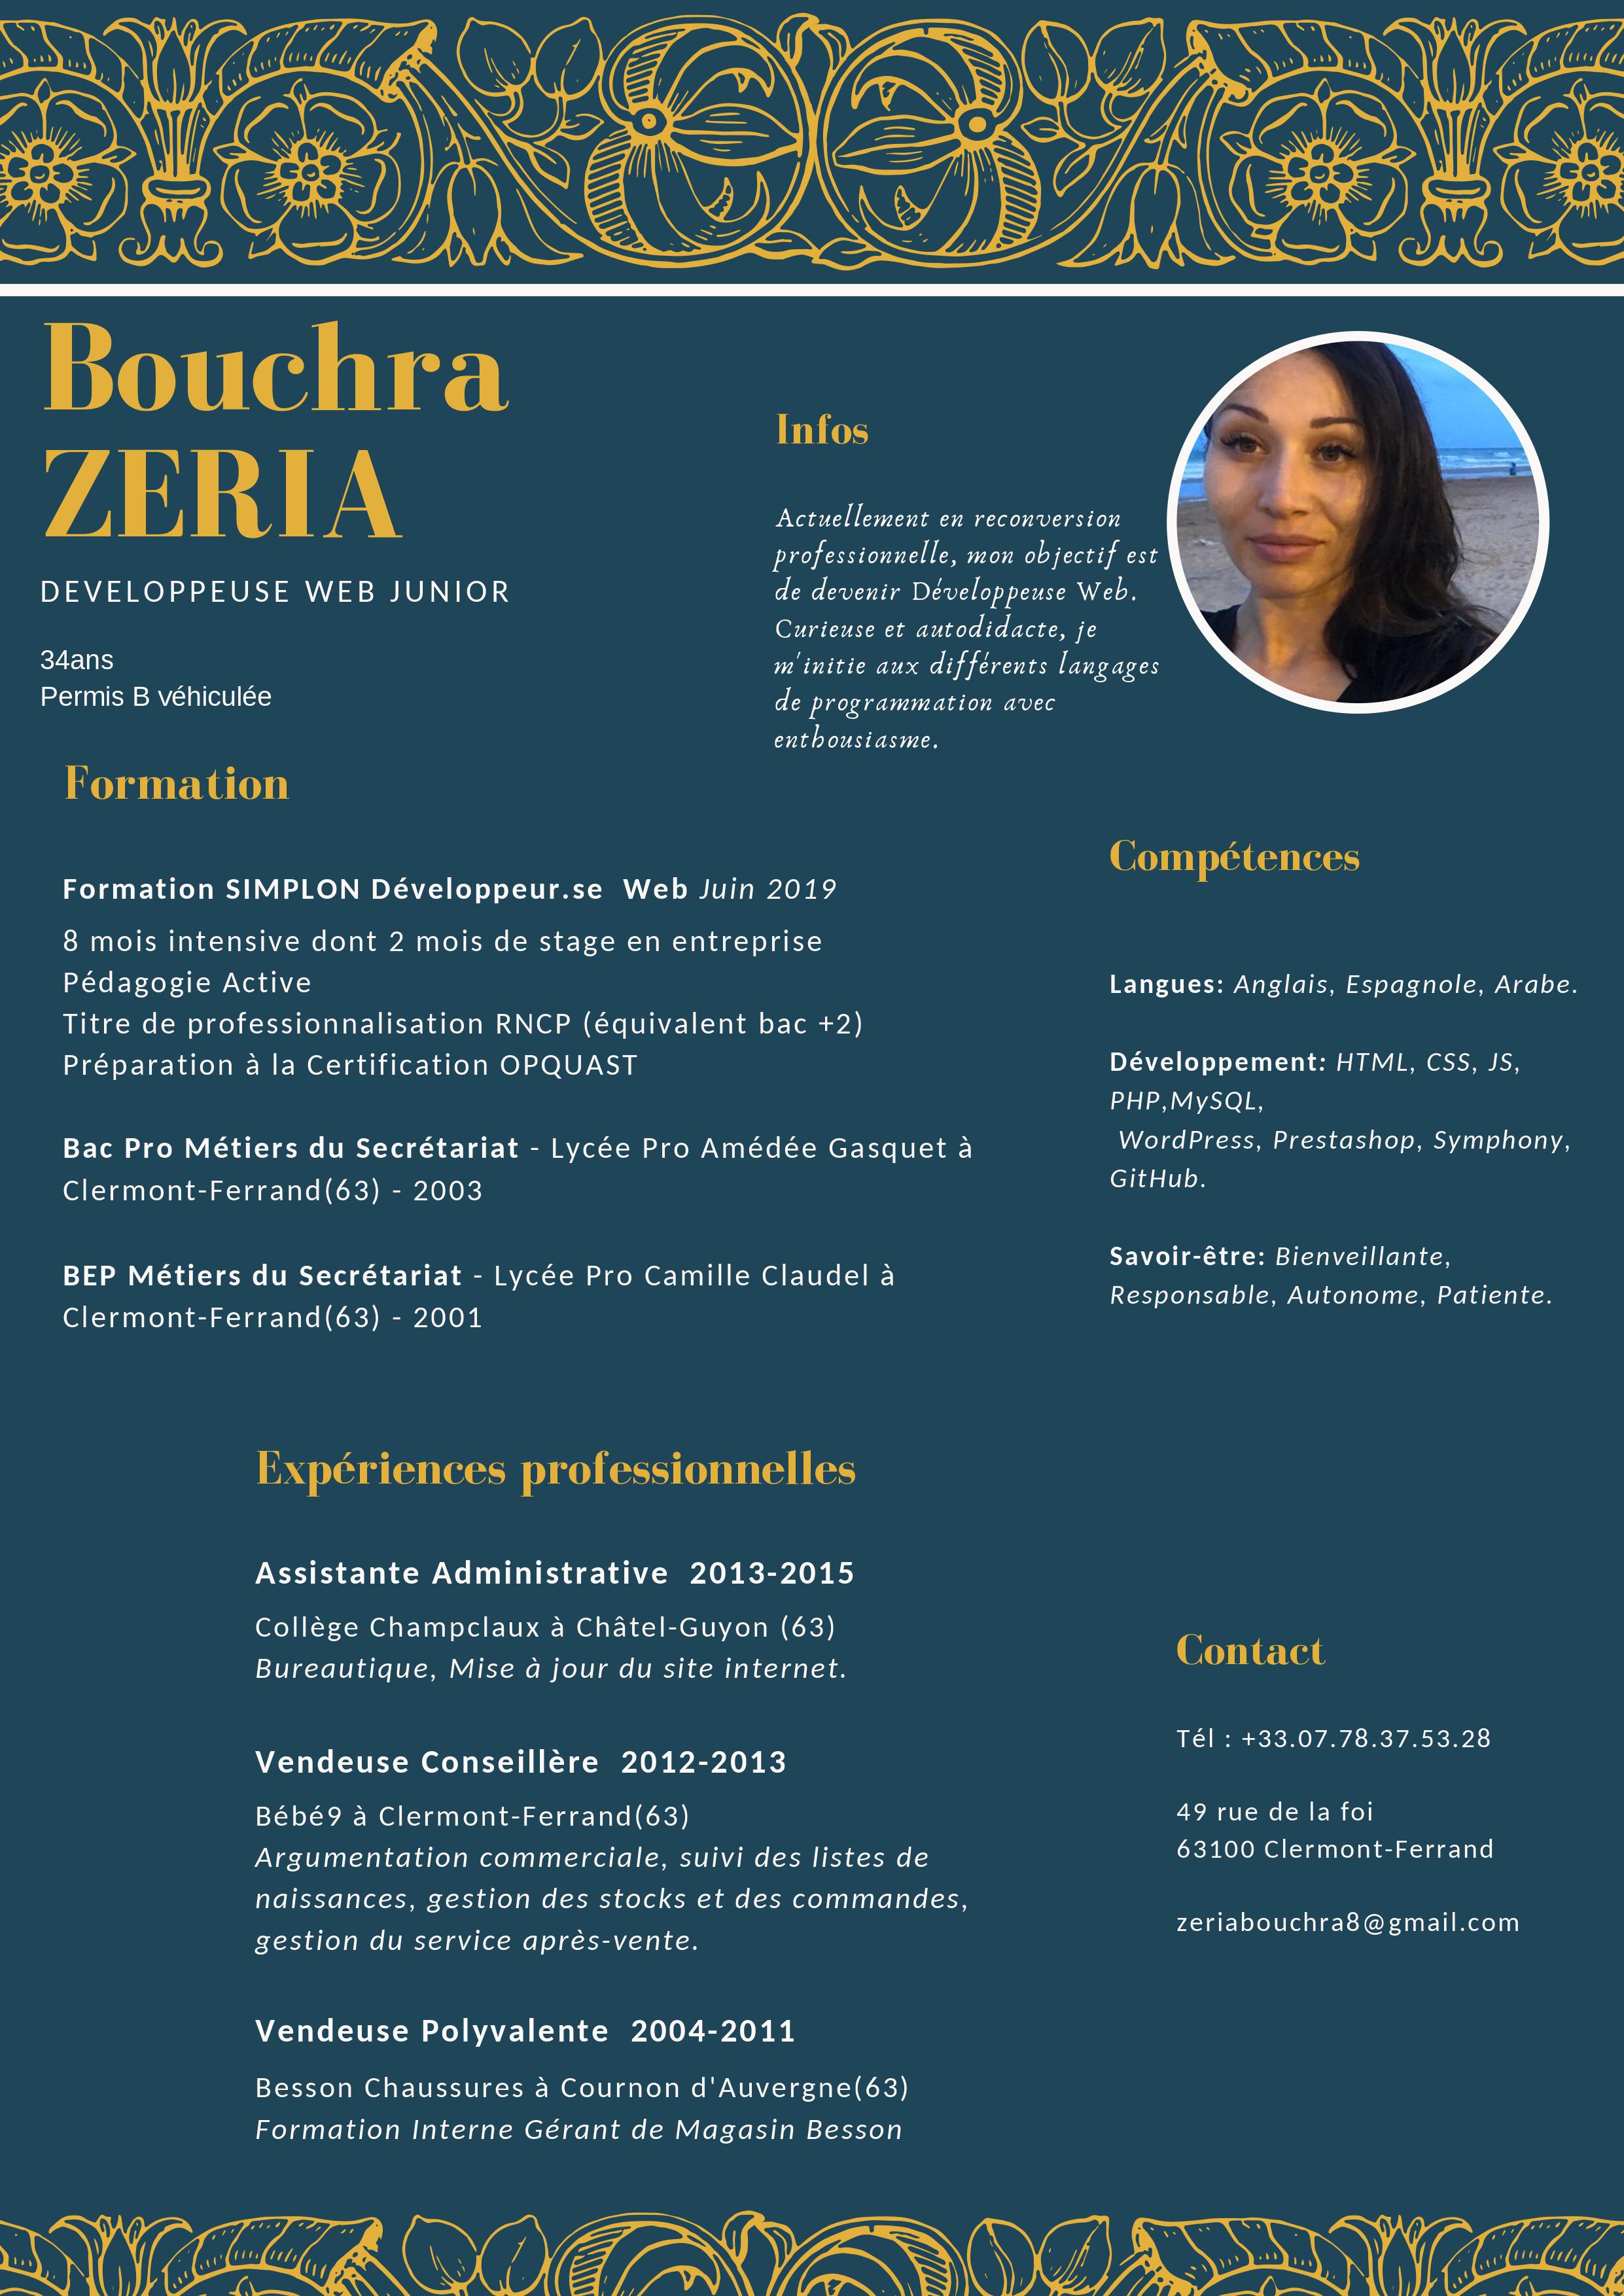 Bouchra
ZERIA
DEVELOPPEUSE WEB JUNIOR
34ans
Permis B véhiculée
Infos
Actuellement en reconversion
professionnelle, mon objectif est
de devenir Développeuse Web.
Curieuse et autodidacte, je
m'initie aux différents langages
de programmation avec
enthousiasme.
Formation
Formation SIMPLON Développeur.se  Web Juin 2019
8 mois intensive dont 2 mois de stage en entreprise
Pédagogie Active
Titre de professionnalisation RNCP (équivalent bac +2)
Préparation à la Certification OPQUAST
Bac Pro Métiers du Secrétariat - Lycée Pro Amédée Gasquet à
Clermont-Ferrand(63) - 2003
BEP Métiers du Secrétariat - Lycée Pro Camille Claudel à
Clermont-Ferrand(63) - 2001
Compétences
Langues: Anglais, Espagnole, Arabe.
Développement: HTML, CSS, JS,
PHP,MySQL,
WordPress, Prestashop, Symphony,
GitHub.
Savoir-être: Bienveillante,
Responsable, Autonome, Patiente.
Expériences professionnelles
Assistante Administrative  2013-2015
Collège Champclaux à Châtel-Guyon (63)
Bureautique, Mise à jour du site internet.
Vendeuse Conseillère  2012-2013
Bébé9 à Clermont-Ferrand(63)
Argumentation commerciale, suivi des listes de
naissances, gestion des stocks et des commandes,
gestion du service après-vente.
Vendeuse Polyvalente  2004-2011
Besson Chaussures à Cournon d'Auvergne(63)
Formation Interne Gérant de Magasin Besson
Contact
Tél : +33.07.78.37.53.28
49 rue de la foi
63100 Clermont-Ferrand
zeriabouchra8@gmail.com